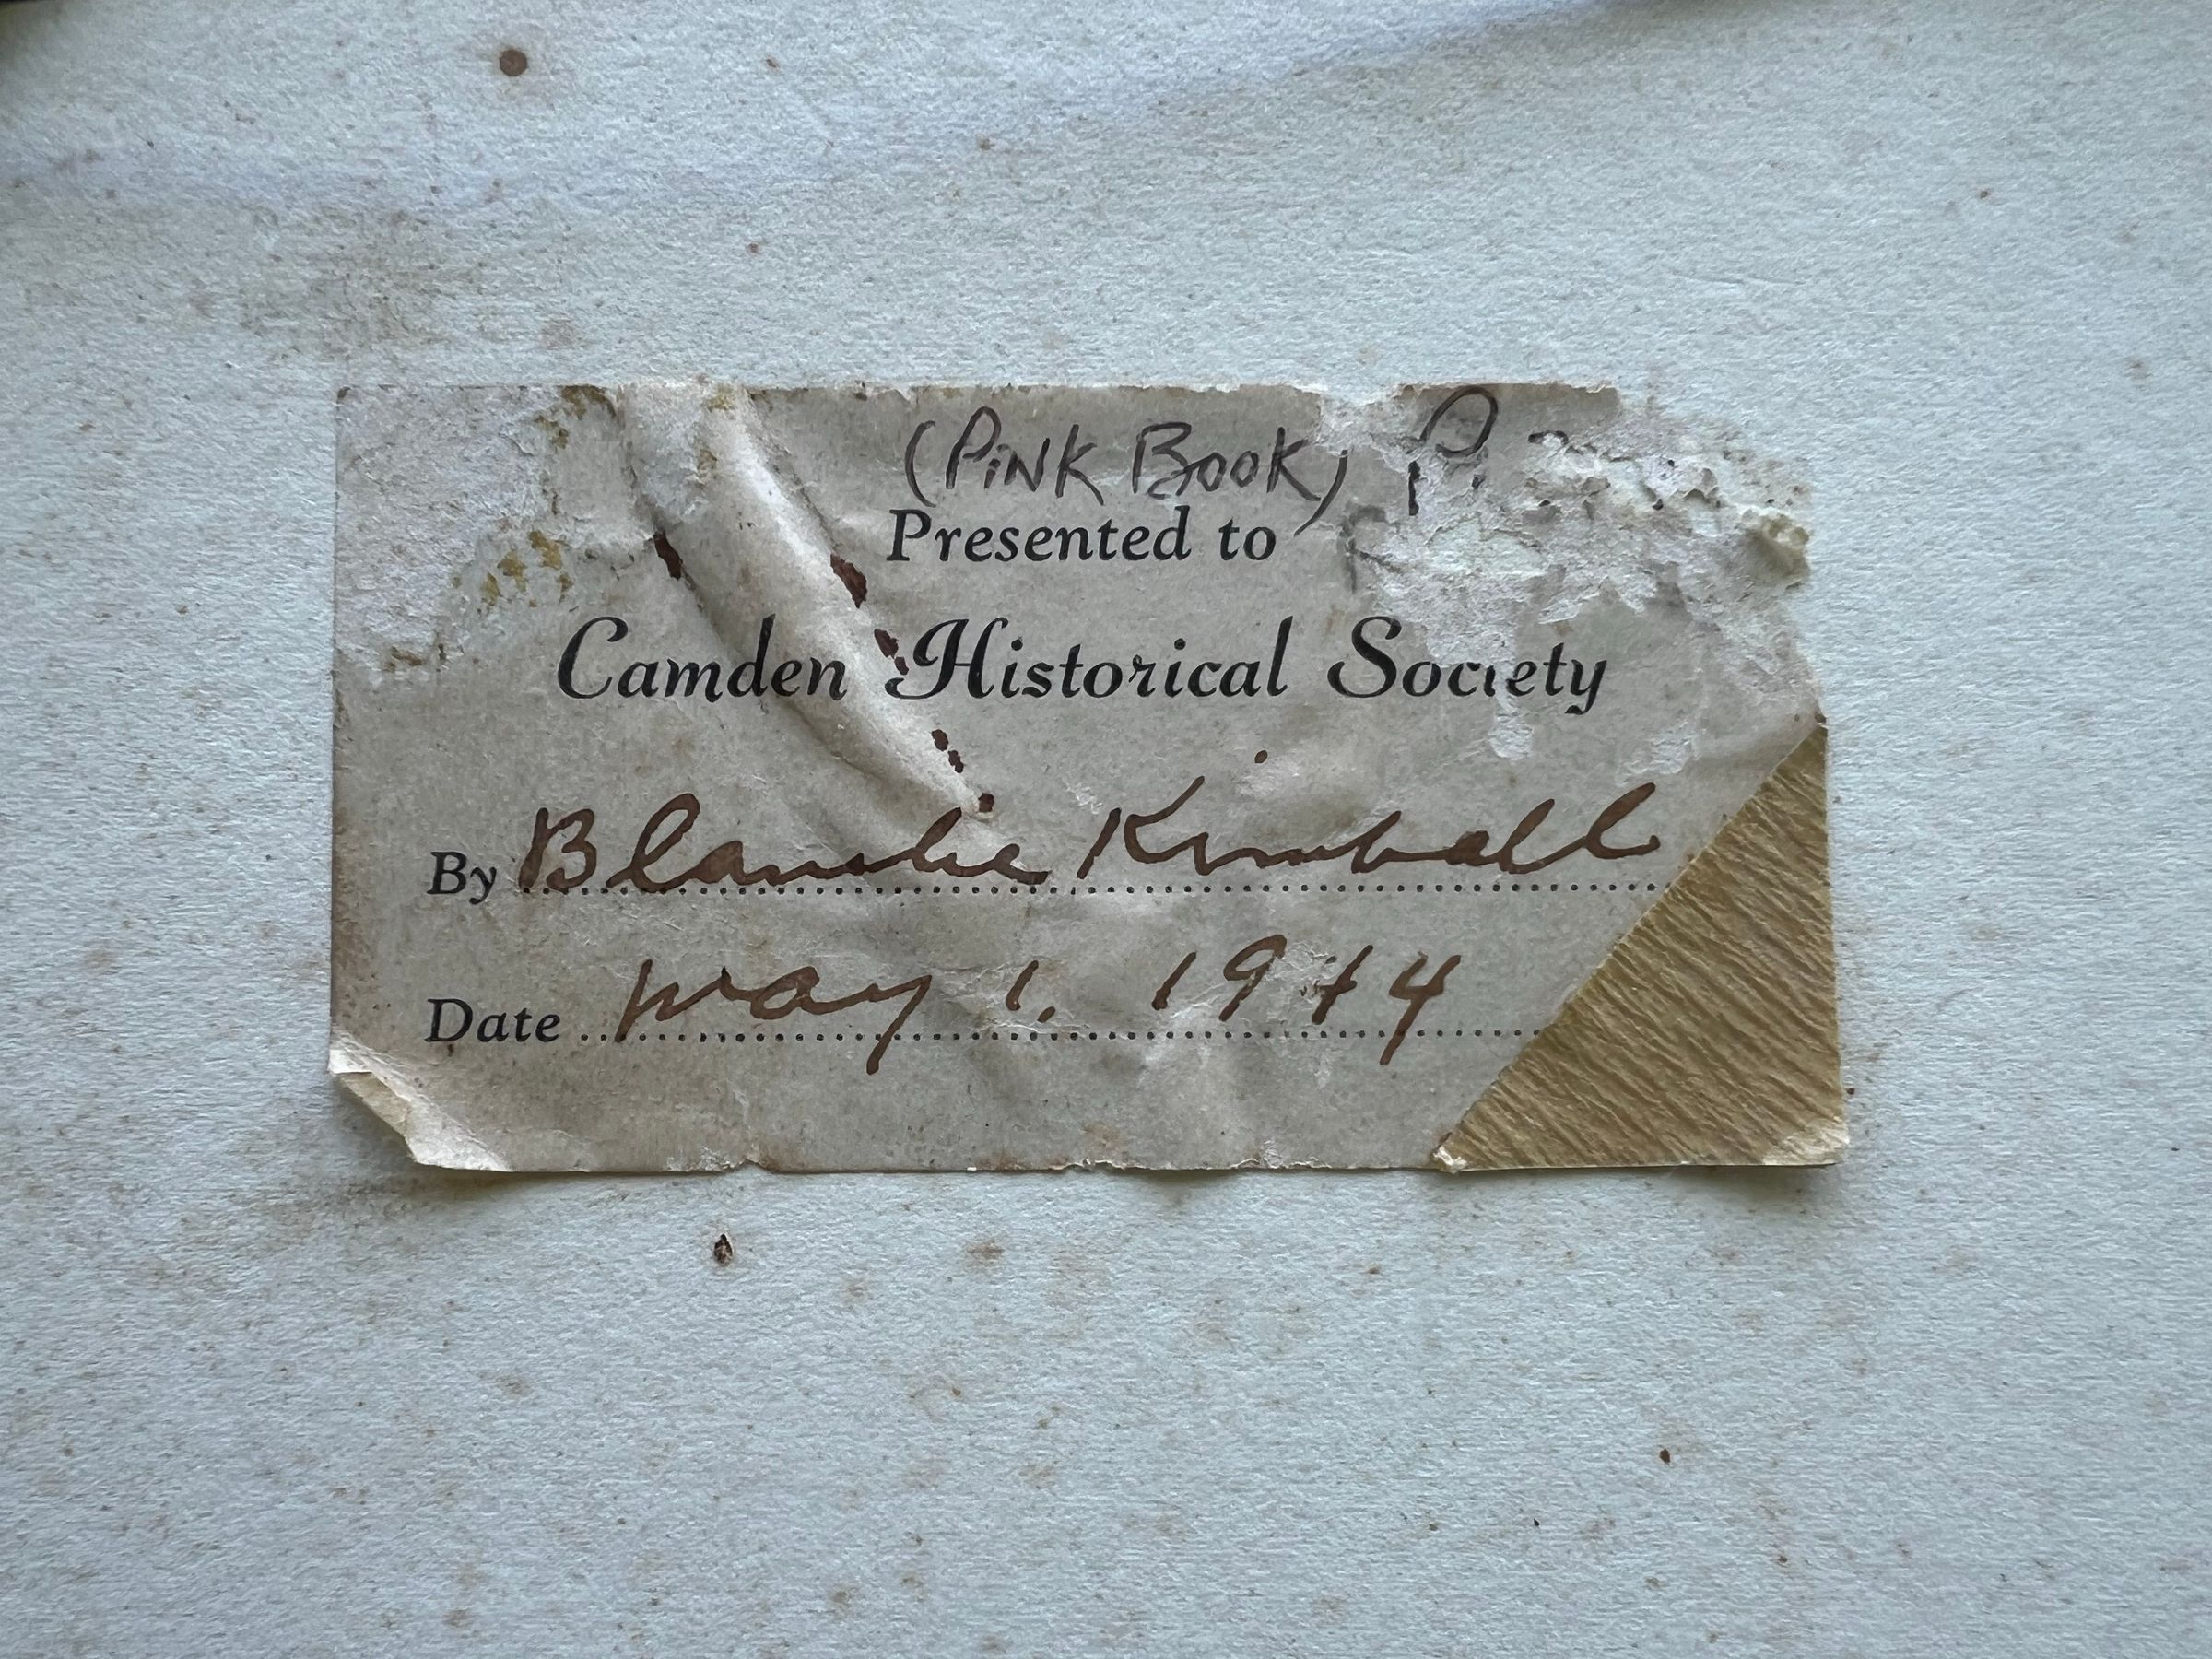 (PINK BOOK) P.
Presented to
Camden Historical Society
By Blanche Kimball
Date May 1. 1944